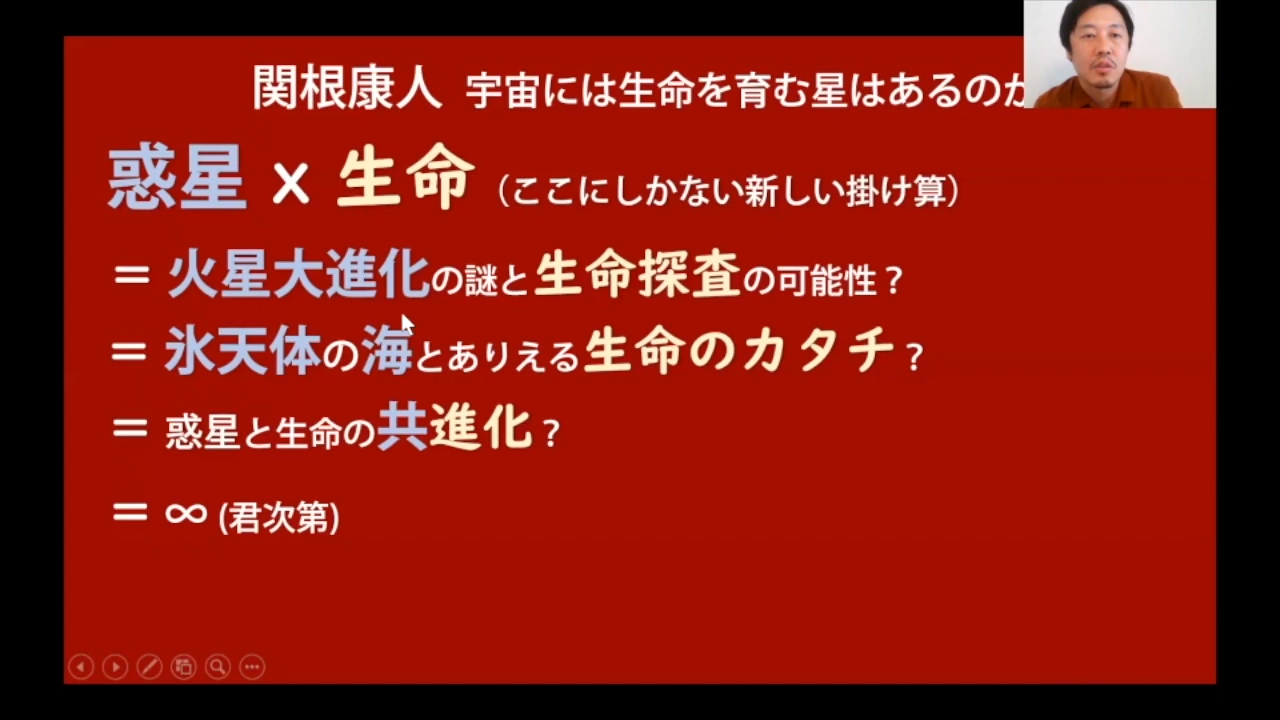 関根康人 宇宙には生命を育む星はあるのか
惑星 x 生命（ここにしかない新しい掛け算）
＝ 火星大進化の謎と生命探査の可能性？
＝ 氷天体の海とありえる生命のカタチ？
＝ 惑星と生命の共進化？
＝ ∞ (君次第)